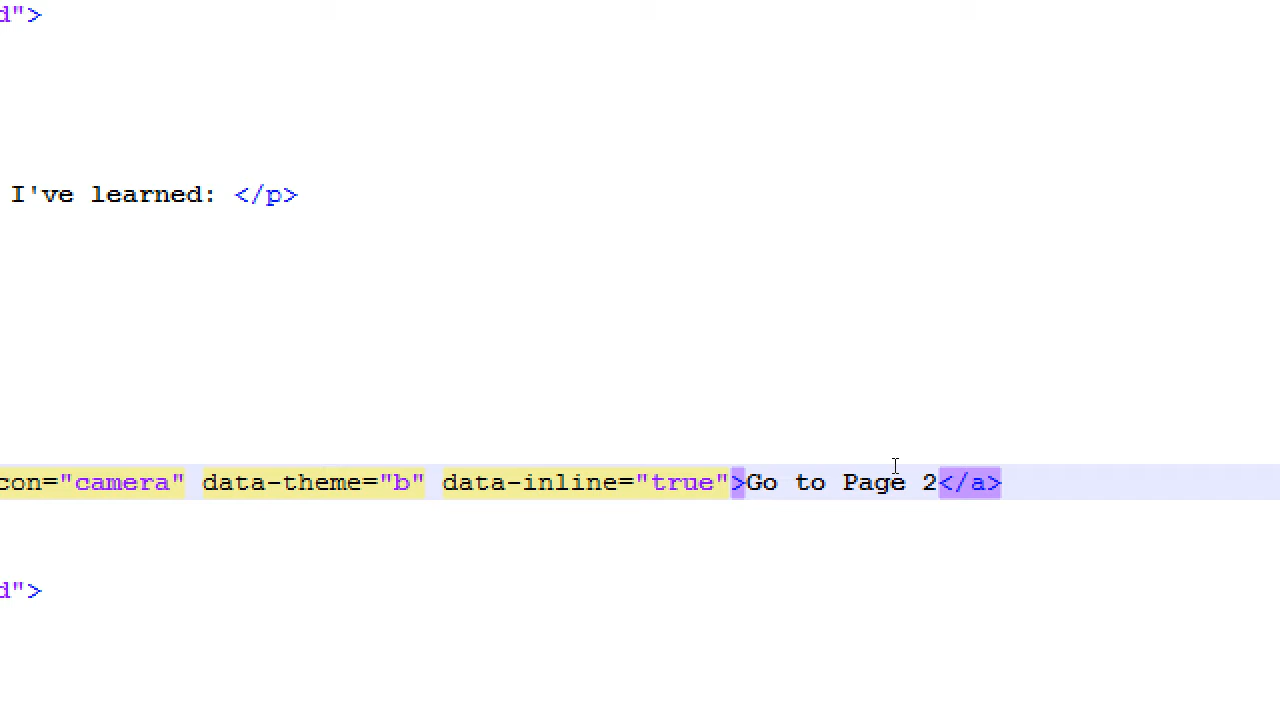 d">
I've learned: </p>
con="camera" data-theme="b" data-inline="true">Go to Page 2</a>
d">